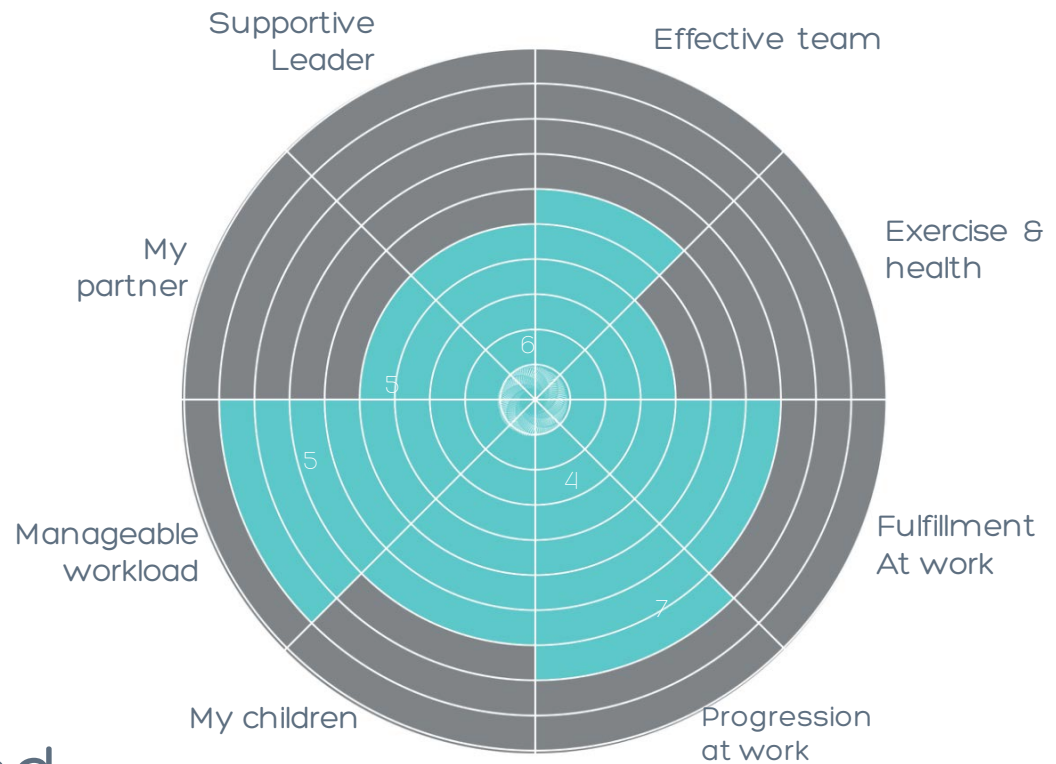 Supportive
Leader
Effective team
My
partner
Exercise &
health
6
5
5
4
Manageable
workload
Fulfillment
At work
7
My children
Progression
at work